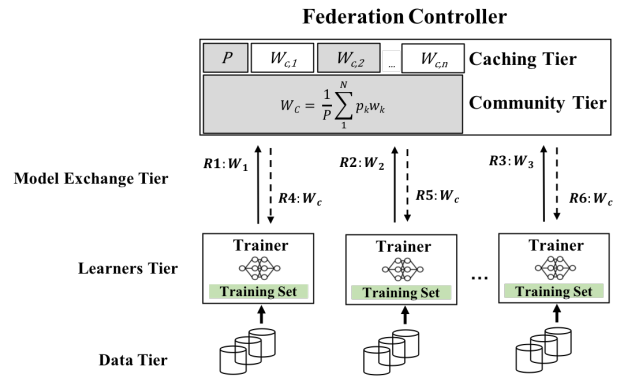 Federation Controller
P W_{c,1} W_{c,2} ... W_{c,n} Caching Tier
W_C = \frac{1}{P} \sum_{1}^{N} p_k w_k Community Tier
Model Exchange Tier
R1: W_1 R2: W_2 R3: W_3
R4: W_c R5: W_c R6: W_c
Learners Tier
Trainer Trainer ... Trainer
Training Set Training Set Training Set
Data Tier